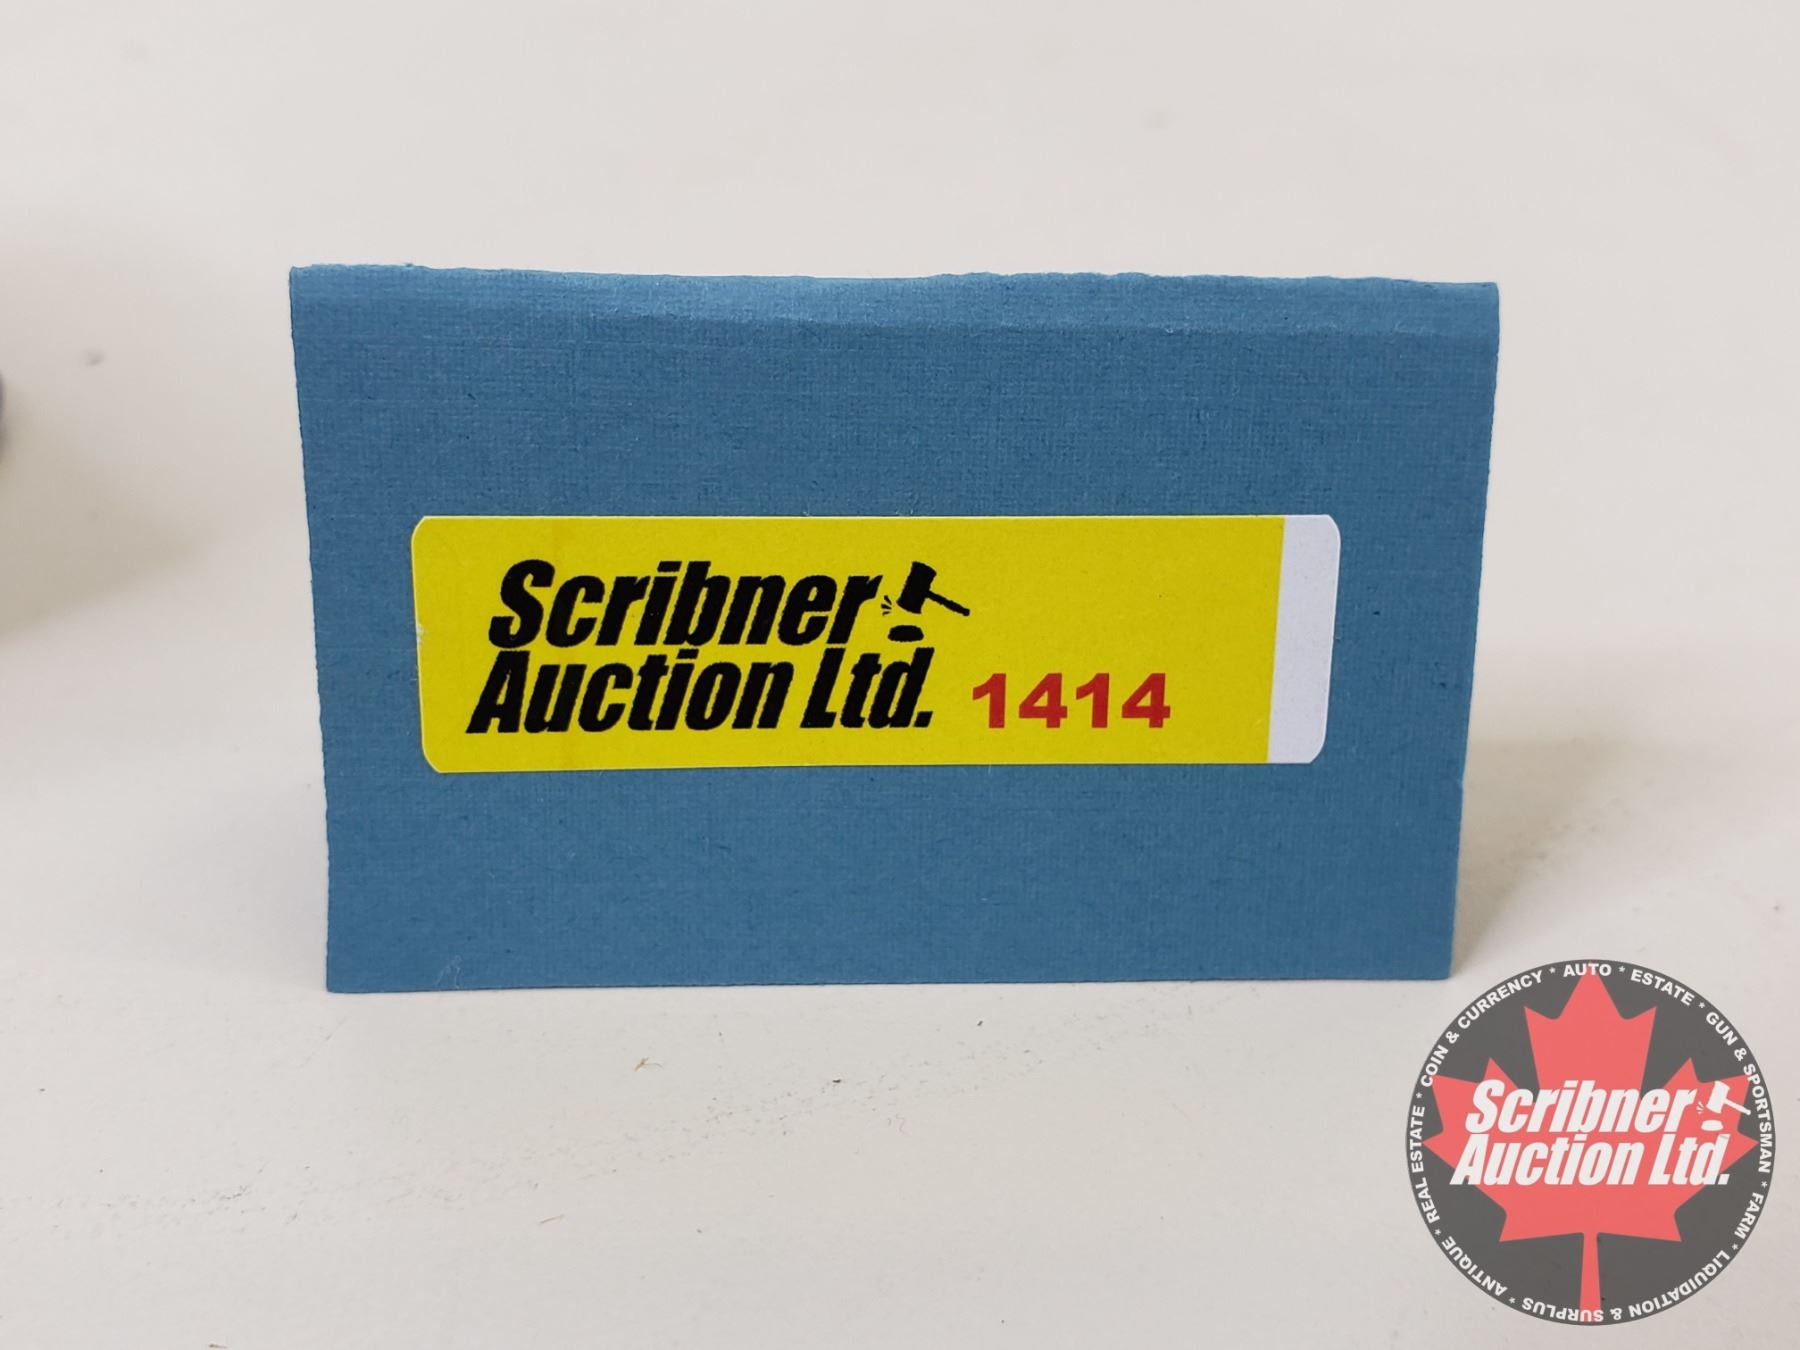 Scribner
Auction Ltd. 1414
COIN & CURRENCY * AUTO * ESTATE * GUN & SPORTSMAN * FARM * LIQUIDATION & SURPLUS * ANTIQUE * REAL ESTATE *
Scribner
Auction Ltd.